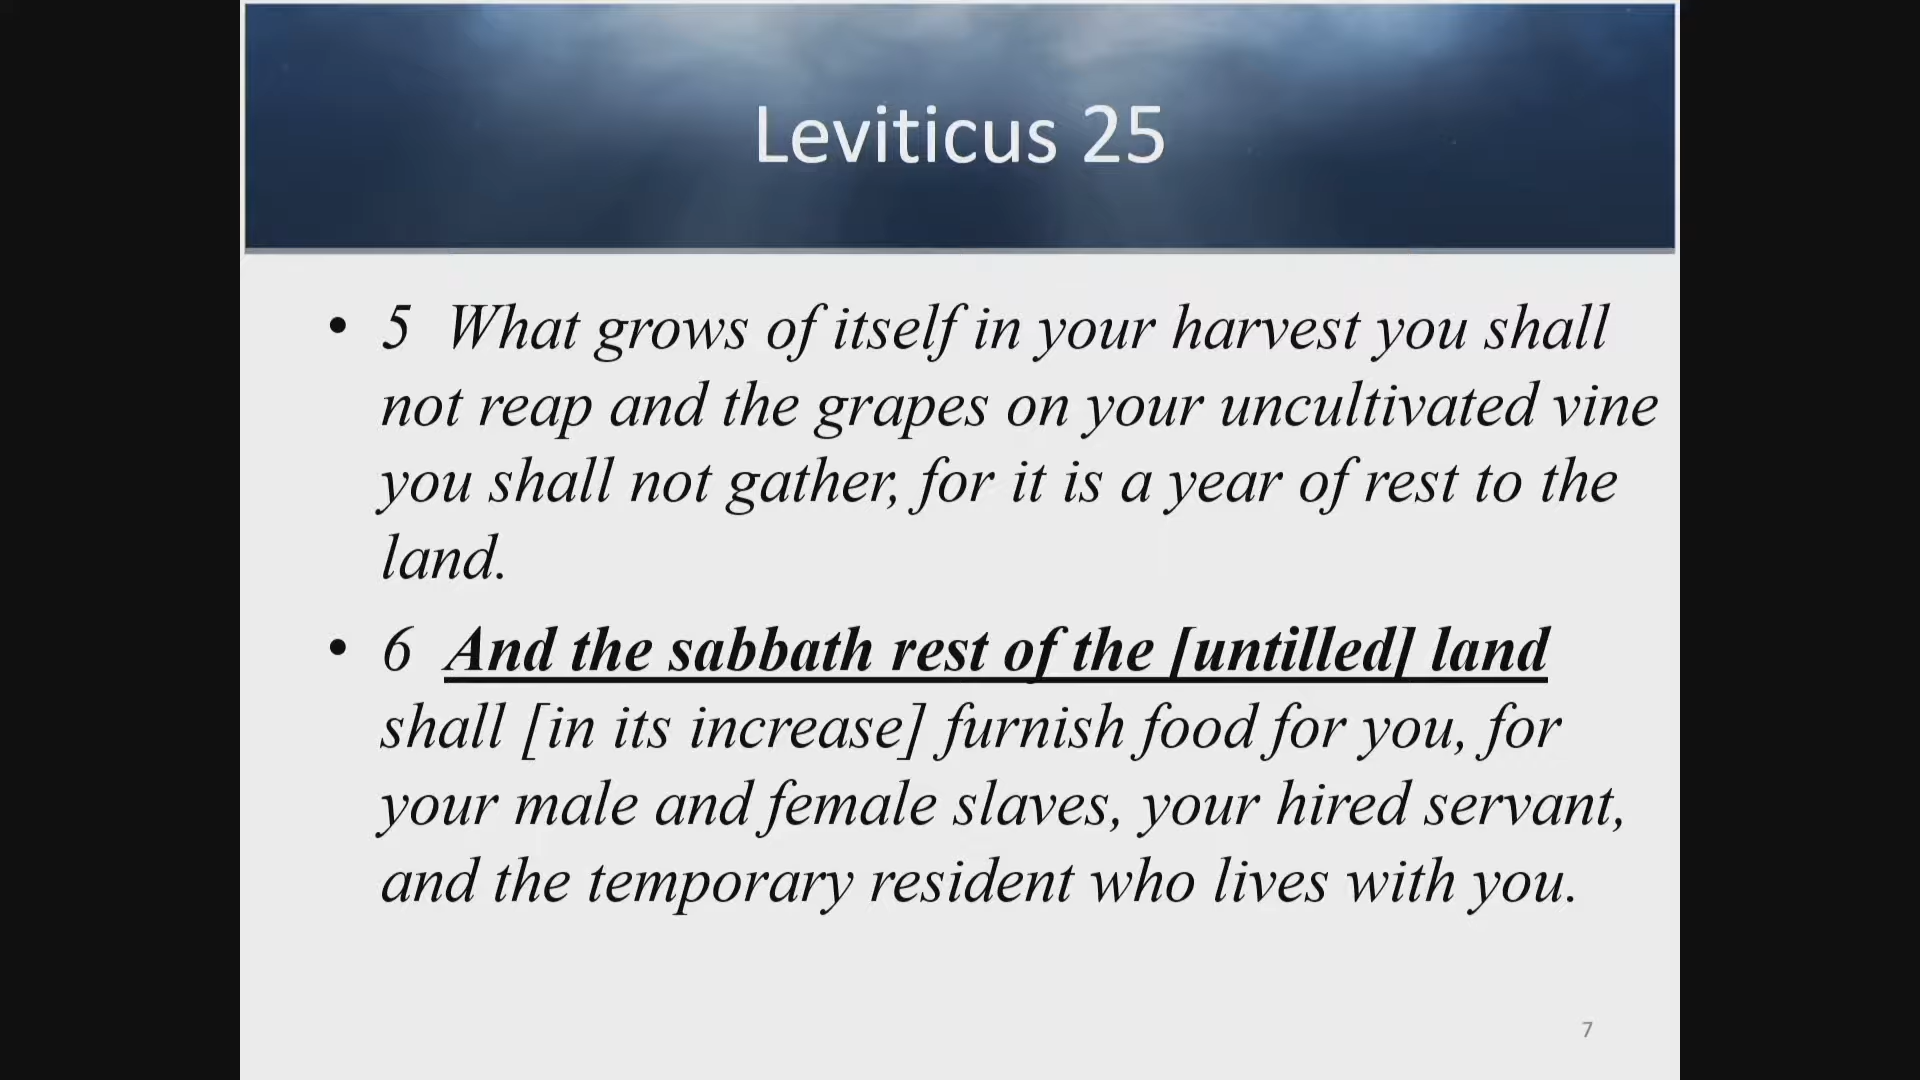 Leviticus 25
• 5 What grows of itself in your harvest you shall
not reap and the grapes on your uncultivated vine
you shall not gather, for it is a year of rest to the
land.
• 6 And the sabbath rest of the [untilled] land
shall [in its increase] furnish food for you, for
your male and female slaves, your hired servant,
and the temporary resident who lives with you.
7